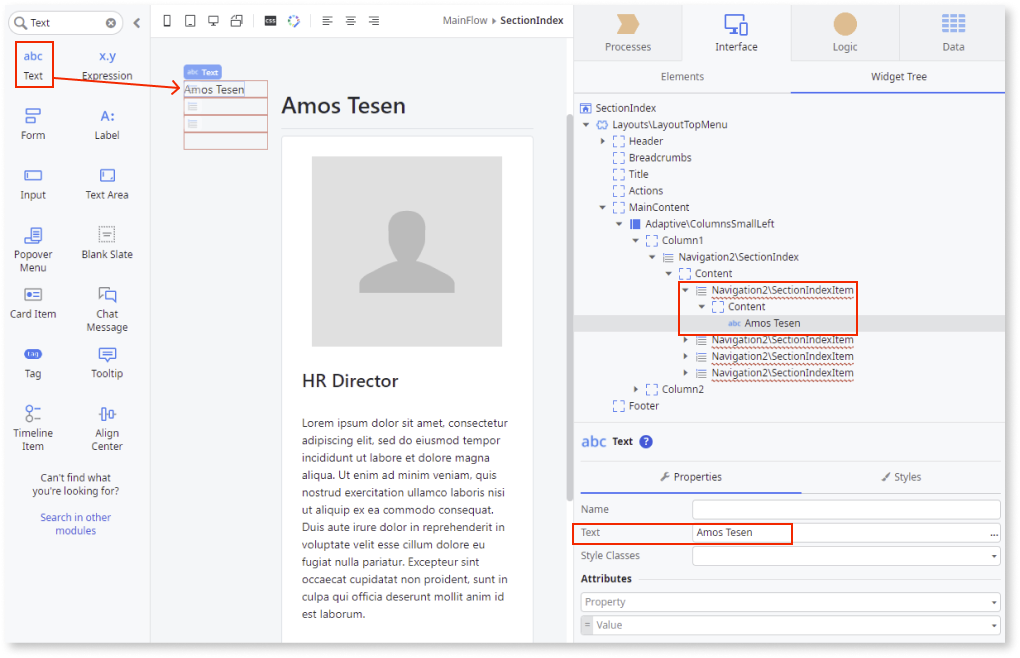 Text
abc
Text
x.y
Expression
Form
A:
Label
Input
Text Area
Popover
Menu
Blank Slate
Card Item
Chat
Message
tag
Tag
Tooltip
Timeline
Item
Align
Center
Can't find what
you're looking for?
Search in other
modules
css
MainFlow ▸ SectionIndex
abc Text
Amos Tesen
Amos Tesen
HR Director
Lorem ipsum dolor sit amet, consectetur
adipiscing elit, sed do eiusmod tempor
incididunt ut labore et dolore magna
aliqua. Ut enim ad minim veniam, quis
nostrud exercitation ullamco laboris nisi
ut aliquip ex ea commodo consequat.
Duis aute irure dolor in reprehenderit in
voluptate velit esse cillum dolore eu
fugiat nulla pariatur. Excepteur sint
occaecat cupidatat non proident, sunt in
culpa qui officia deserunt mollit anim id
est laborum.
Processes
Interface
Logic
Data
Elements
Widget Tree
SectionIndex
Layouts\LayoutTopMenu
Header
Breadcrumbs
Title
Actions
MainContent
Adaptive\ColumnsSmallLeft
Column1
Navigation2\SectionIndex
Content
Navigation2\SectionIndexItem
Content
abc Amos Tesen
Navigation2\SectionIndexItem
Navigation2\SectionIndexItem
Navigation2\SectionIndexItem
Column2
Footer
abc Text ?
Properties
Styles
Name
Text Amos Tesen ...
Style Classes
Attributes
Property
= Value